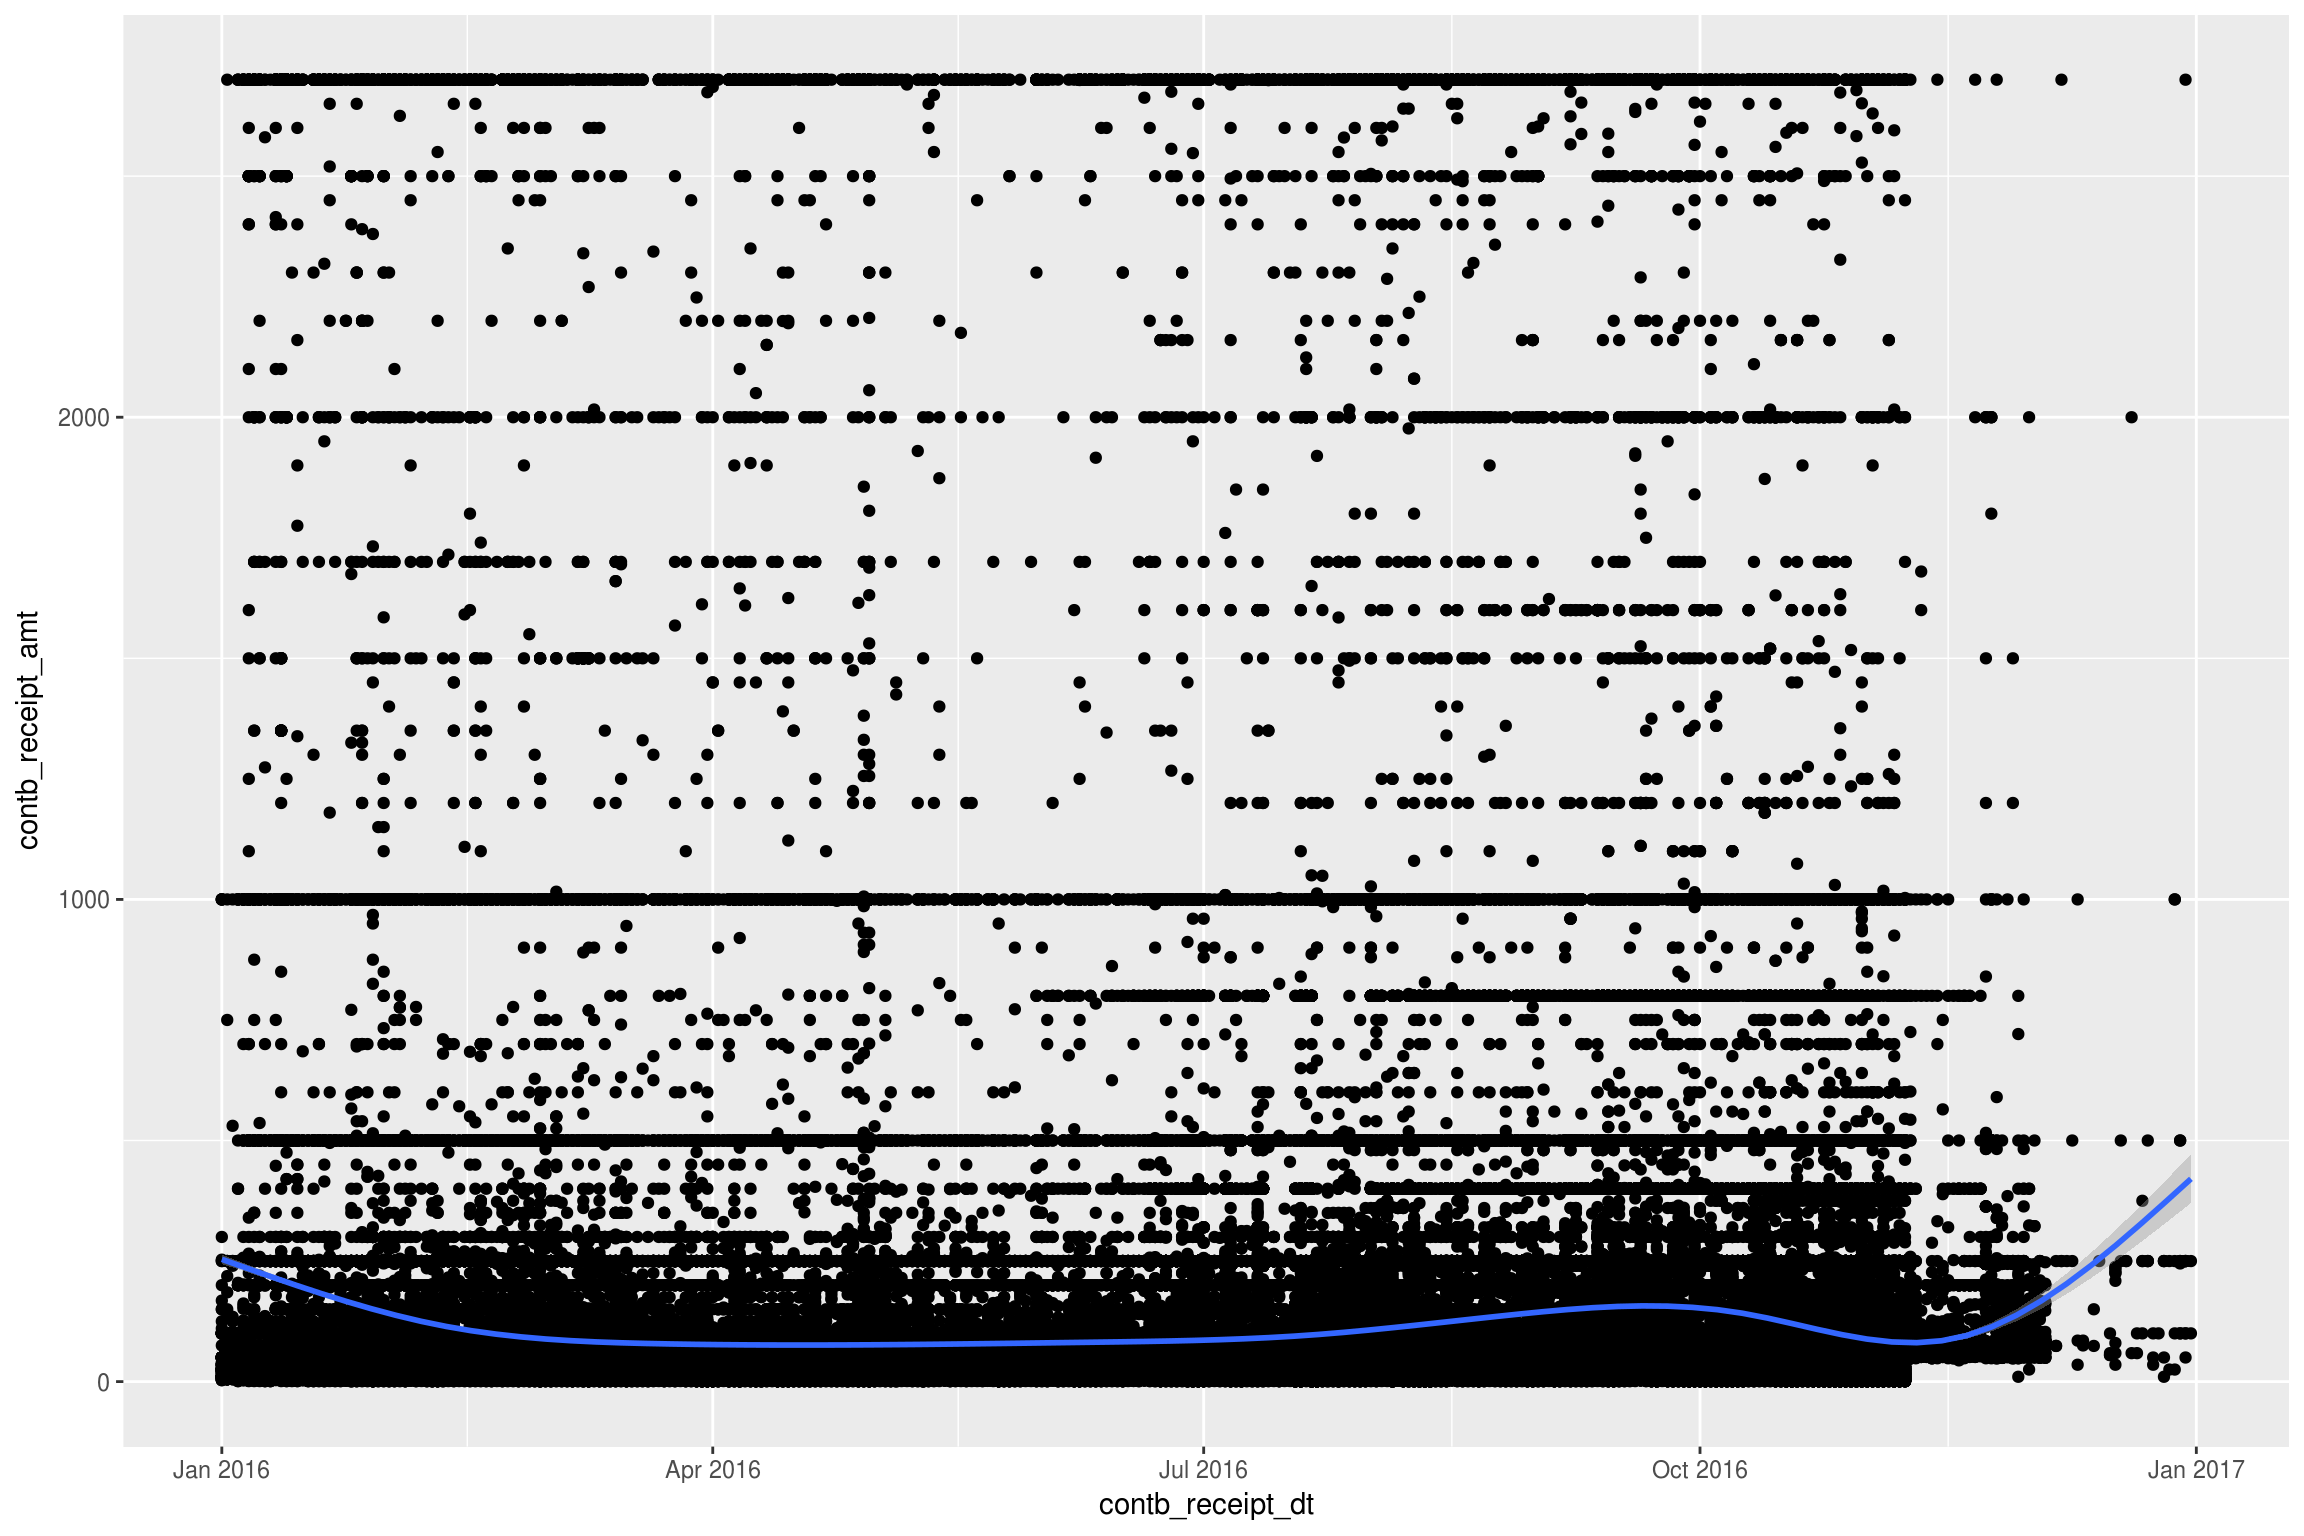 contb_receipt_amt
2000
1000
0
Jan 2016
Apr 2016
Jul 2016
Oct 2016
Jan 2017
contb_receipt_dt